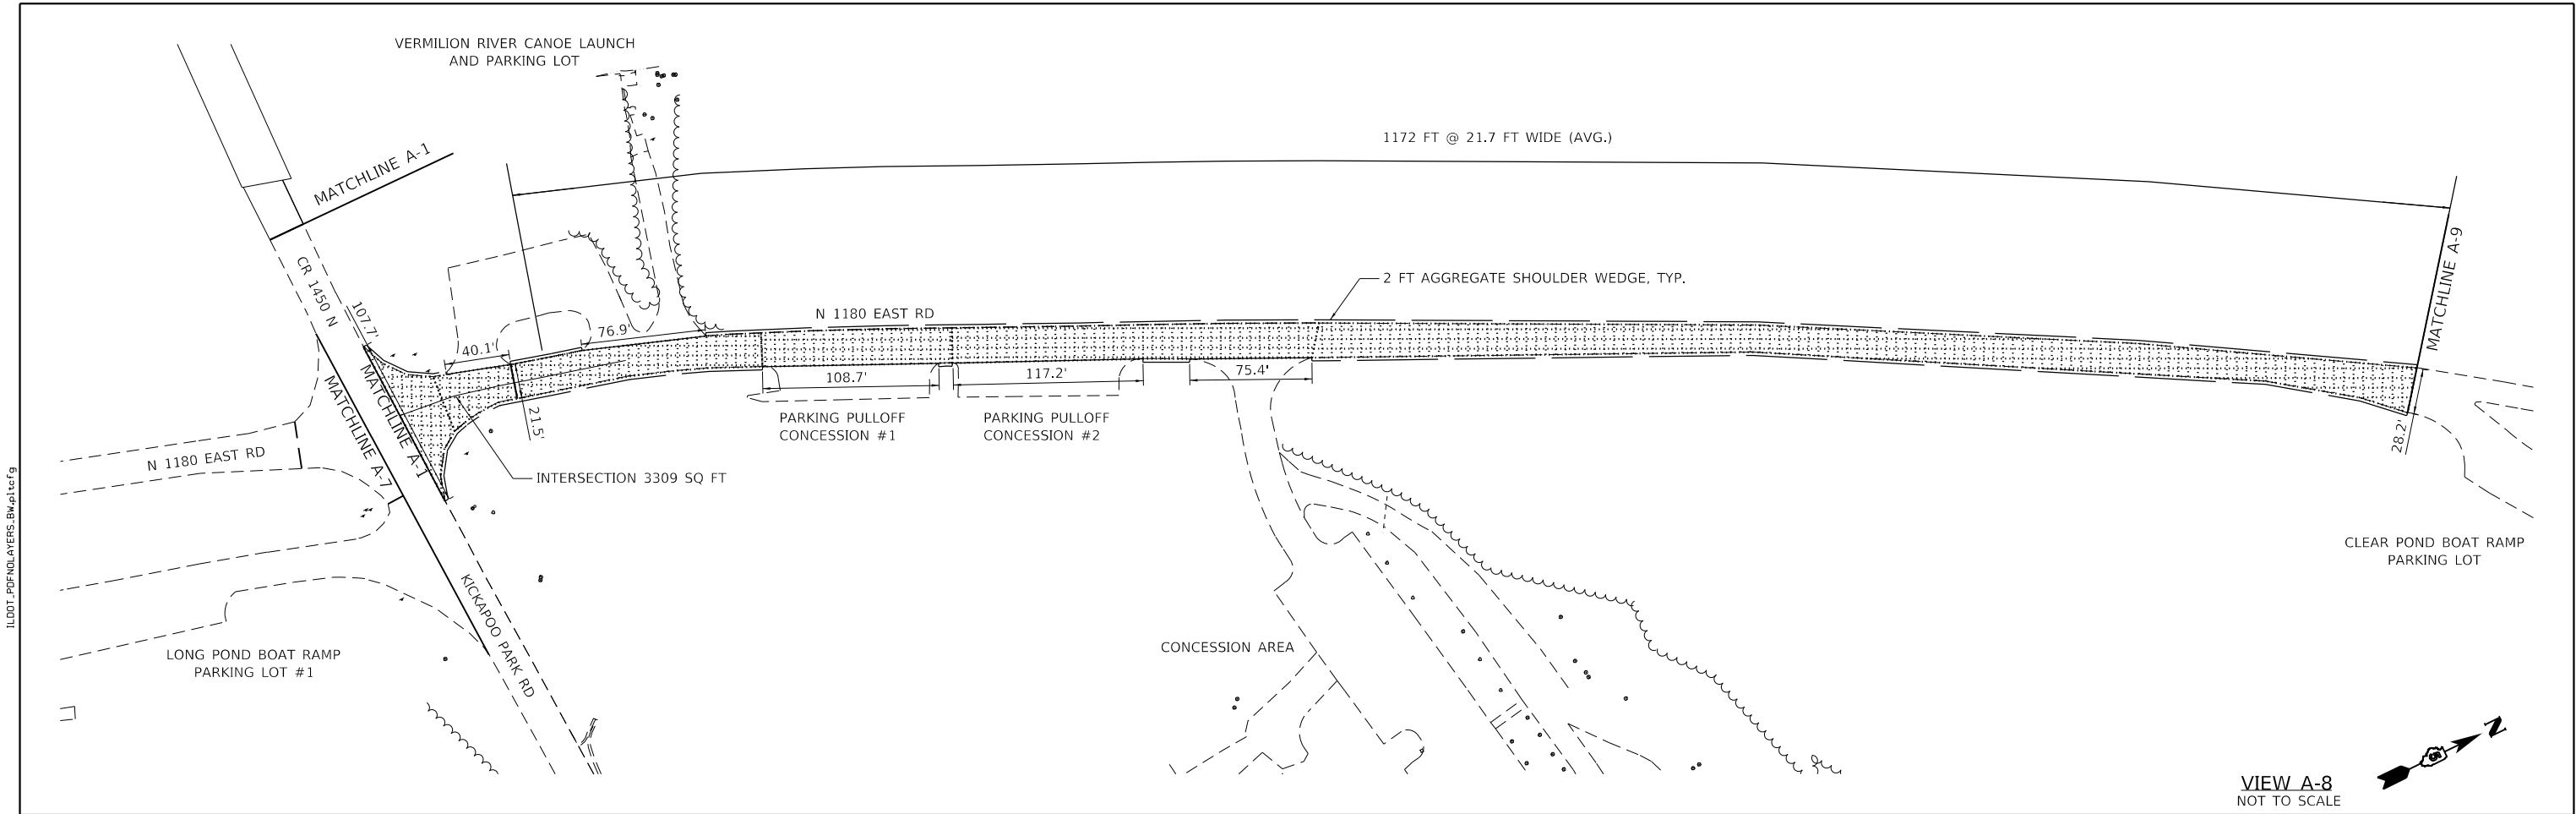 VERMILION RIVER CANOE LAUNCH
AND PARKING LOT
1172 FT @ 21.7 FT WIDE (AVG.)
MATCHLINE A-1
CR 1450 N
107.7'
2 FT AGGREGATE SHOULDER WEDGE, TYP.
MATCHLINE A-9
N 1180 EAST RD
76.9'
40.1'
108.7'
117.2'
75.4'
MATCHLINE A-1
MATCHLINE A-7
21.5'
28.2'
PARKING PULLOFF
CONCESSION #1
PARKING PULLOFF
CONCESSION #2
N 1180 EAST RD
INTERSECTION 3309 SQ FT
ILDOT_PDFNOLAYERS_BW.pltcfg
CLEAR POND BOAT RAMP
PARKING LOT
KICKAPOO PARK RD
CONCESSION AREA
LONG POND BOAT RAMP
PARKING LOT #1
N
VIEW A-8
NOT TO SCALE